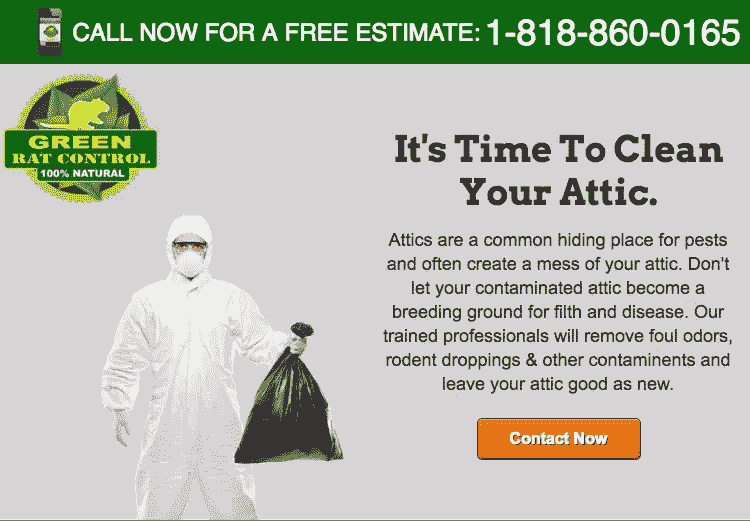 CALL NOW FOR A FREE ESTIMATE: 1-818-860-0165
GREEN
RAT CONTROL
100% NATURAL
It's Time To Clean
Your Attic.
Attics are a common hiding place for pests
and often create a mess of your attic. Don't
let your contaminated attic become a
breeding ground for filth and disease. Our
trained professionals will remove foul odors,
rodent droppings & other contaminents and
leave your attic good as new.
Contact Now